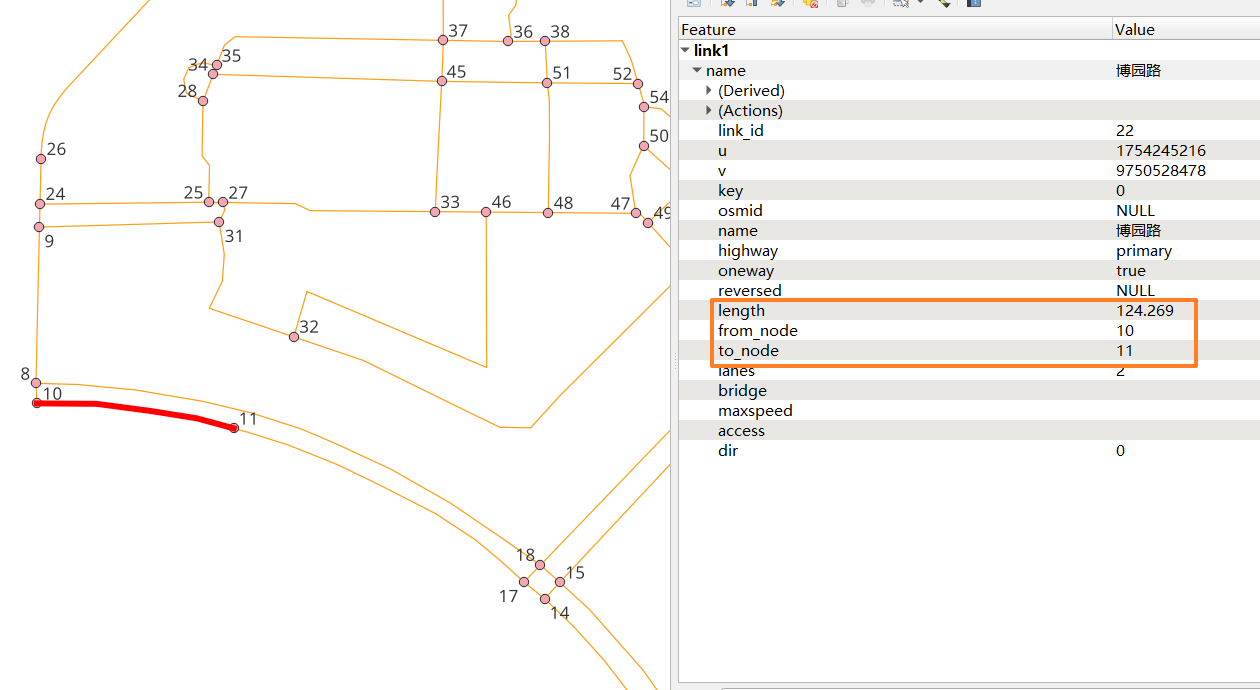 37
36
38
35
34
45
51
52
28
54
50
26
24
25
27
33
46
48
47
49
9
31
32
8
10
11
18
15
17
14
Feature Value
link1
name 博园路
(Derived)
(Actions)
link_id 22
u 1754245216
v 9750528478
key 0
osmid NULL
name 博园路
highway primary
oneway true
reversed NULL
length 124.269
from_node 10
to_node 11
lanes 2
bridge
maxspeed
access
dir 0